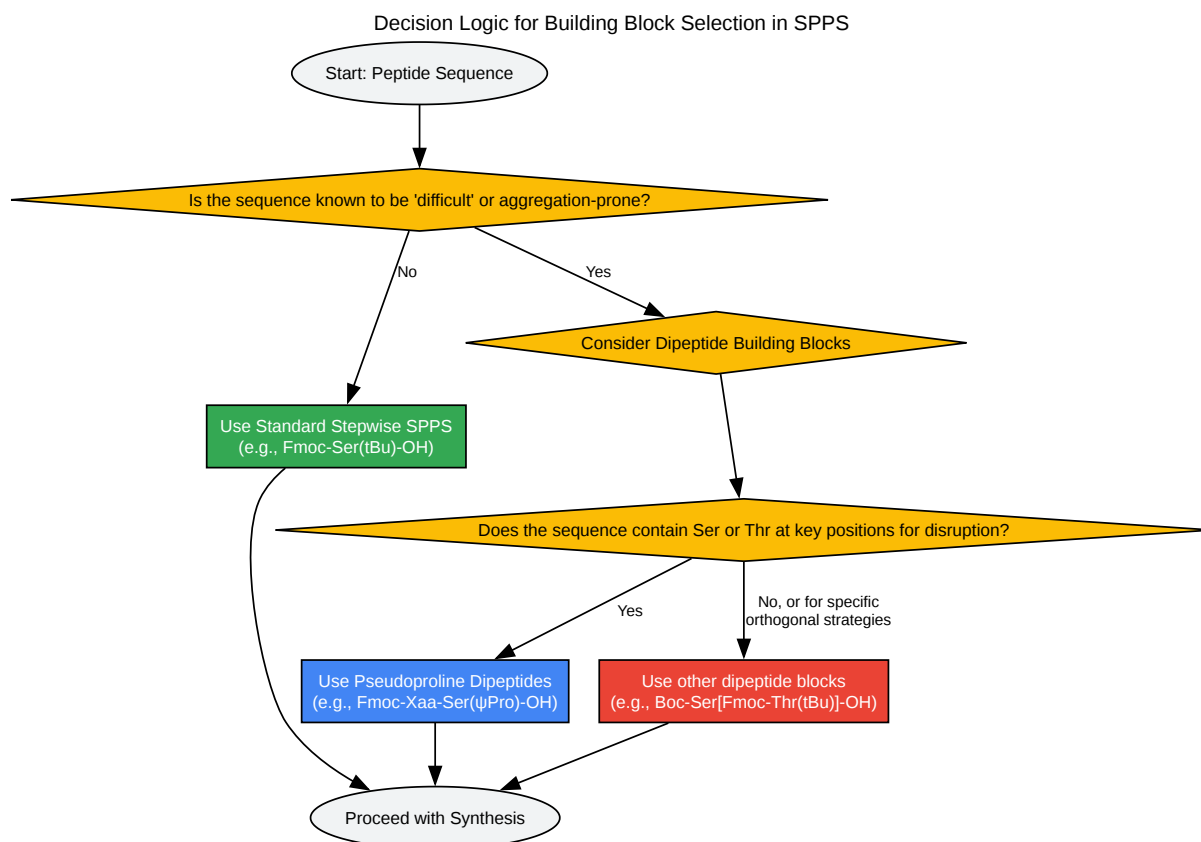 Decision Logic for Building Block Selection in SPPS
Start: Peptide Sequence
Is the sequence known to be 'difficult' or aggregation-prone?
No
Yes
Consider Dipeptide Building Blocks
Use Standard Stepwise SPPS
(e.g., Fmoc-Ser(tBu)-OH)
Does the sequence contain Ser or Thr at key positions for disruption?
Yes
No, or for specific
orthogonal strategies
Use Pseudoproline Dipeptides
(e.g., Fmoc-Xaa-Ser(ψPro)-OH)
Use other dipeptide blocks
(e.g., Boc-Ser[Fmoc-Thr(tBu)]-OH)
Proceed with Synthesis